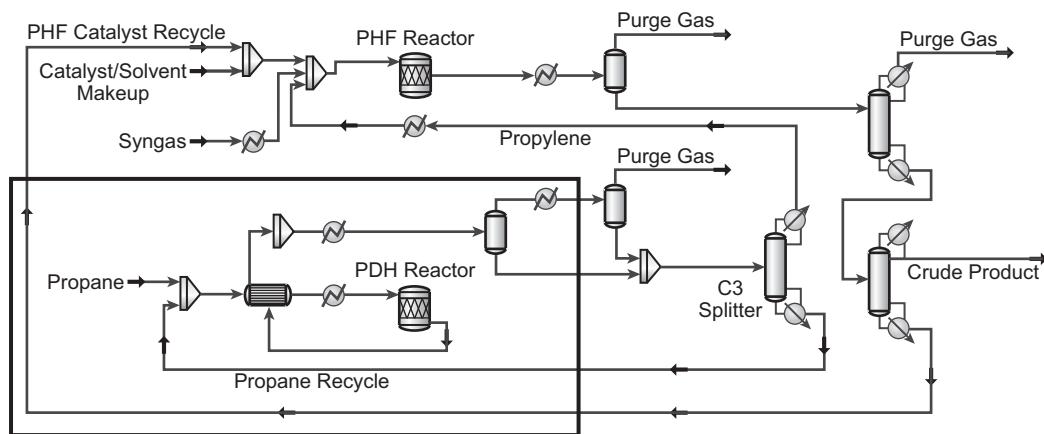 PHF Catalyst Recycle
Catalyst/Solvent
Makeup
Syngas
PHF Reactor
Purge Gas
Purge Gas
Propylene
Purge Gas
Propane
PDH Reactor
C3
Splitter
Crude Product
Propane Recycle